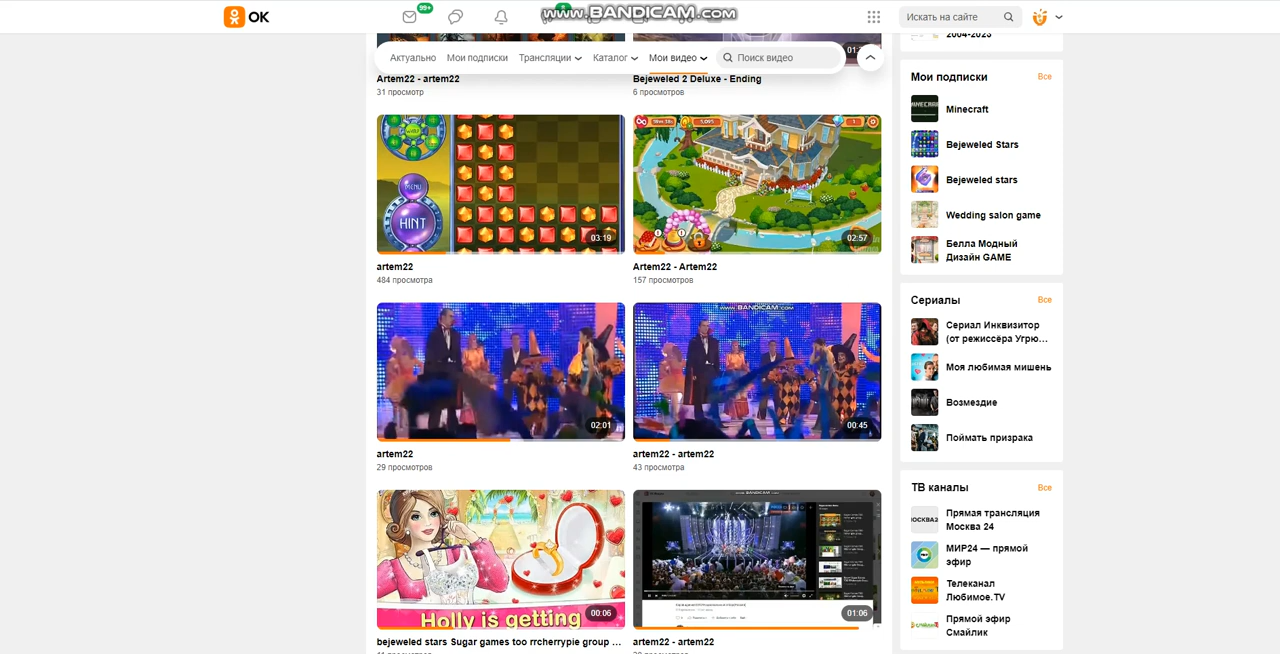 OK
99+
www.BANDICAM.com
Искать на сайте
Актуально
Мои подписки
Трансляции
Каталог
Мои видео
Поиск видео
Artem22 - artem22
31 просмотр
Bejeweled 2 Deluxe - Ending
6 просмотров
MENU
HINT
03:19
artem22
484 просмотра
02:57
Artem22 - Artem22
157 просмотров
02:01
artem22
29 просмотров
www.BANDICAM.com
00:45
artem22 - artem22
43 просмотра
Holly is getting
00:06
bejeweled stars Sugar games too rrcherrypie group ...
01:06
artem22 - artem22
2004-2023
Мои подписки
Все
Minecraft
Bejeweled Stars
Bejeweled stars
Wedding salon game
Белла Модный
Дизайн GAME
Сериалы
Все
Сериал Инквизитор
(от режиссёра Угрю...
Моя любимая мишень
Возмездие
Поймать призрака
ТВ каналы
Все
Прямая трансляция
Москва 24
МИР24 — прямой
эфир
Телеканал
Любимое.TV
Прямой эфир
Смайлик